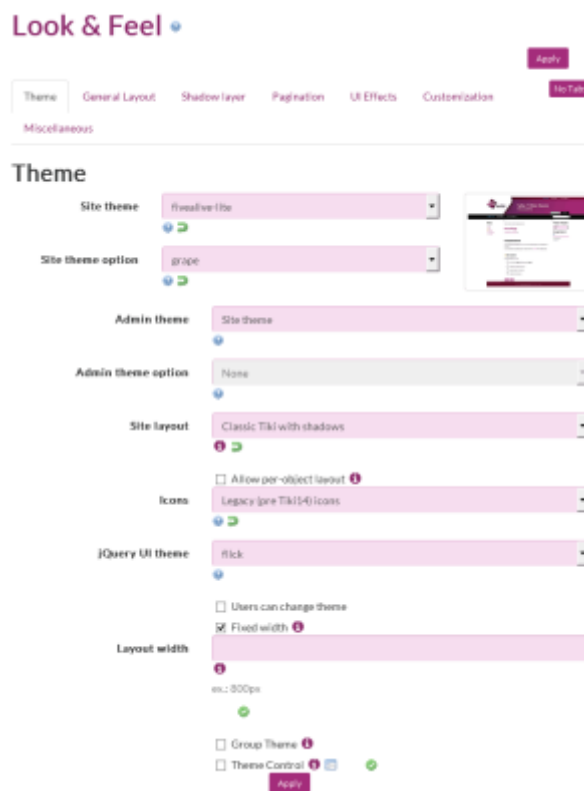 Look & Feel
Apply
Theme General Layout Shadow layer Pagination UI Effects Customization No Tab
Miscellaneous
Theme
Site theme fivealive-lite
Site theme option grape
Admin theme Site theme
Admin theme option None
Site layout Classic Tiki with shadows
Allow per-object layout
Icons Legacy (pre Tiki14) icons
jQuery UI theme flick
Users can change theme
Fixed width
Layout width
ex.: 800px
Group Theme
Theme Control
Apply